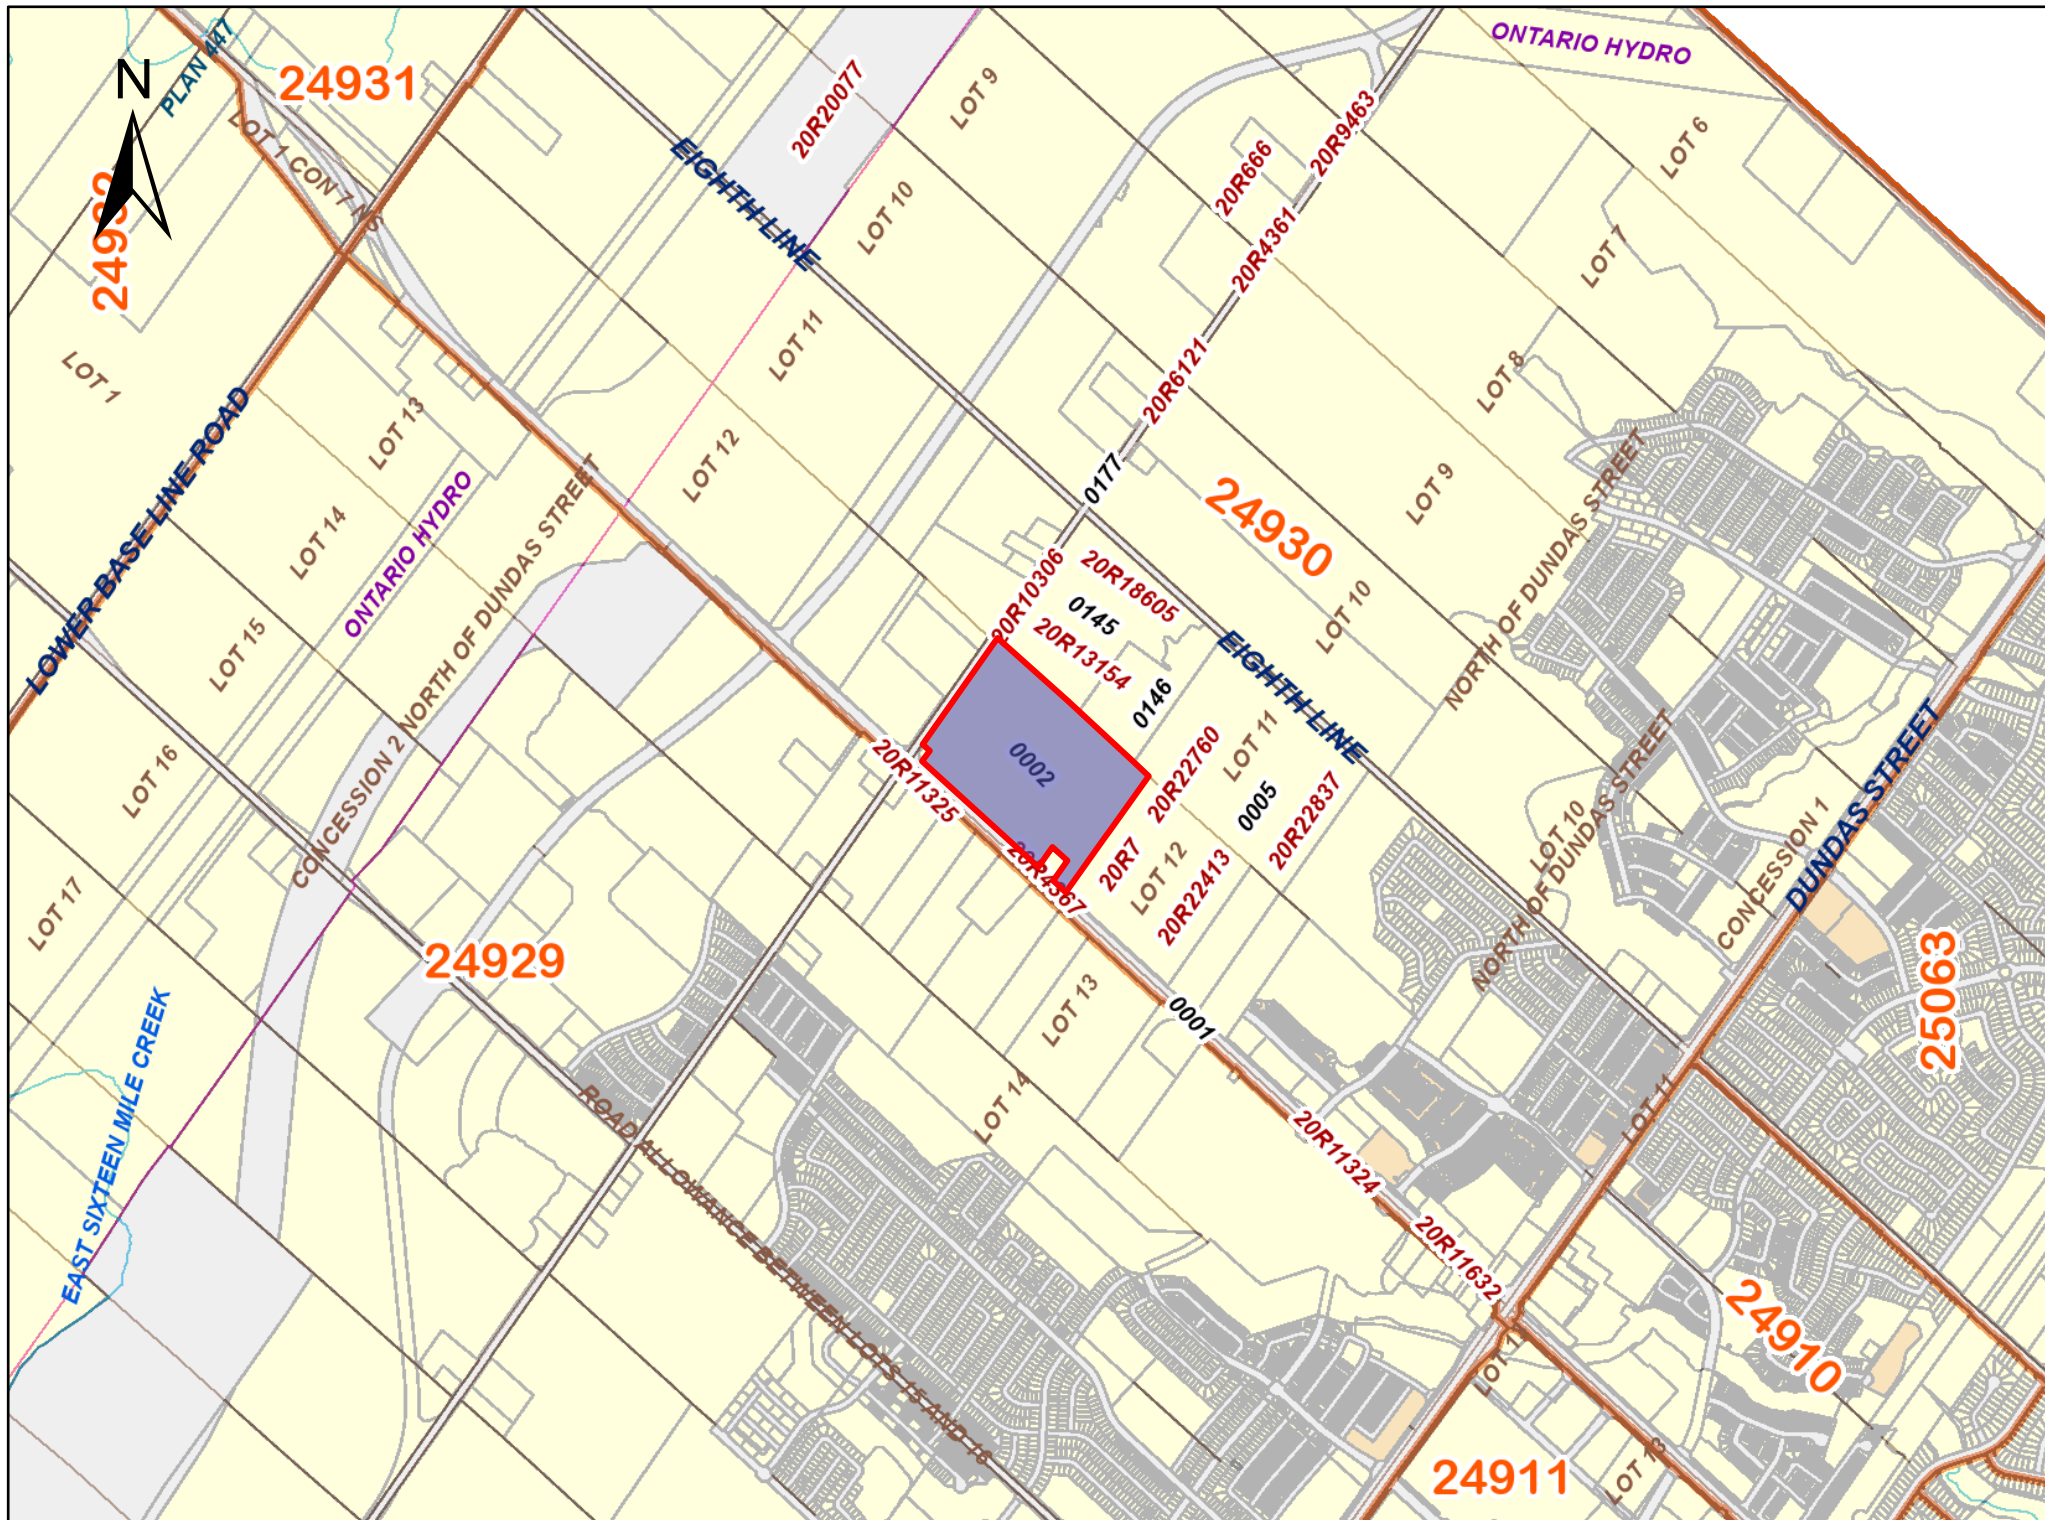 ONTARIO HYDRO
PLAN 447
N
24931
20R20077
LOT 9
20R9463
LOT 6
LOT 1 CON 7 NS
EIGHTH LINE
20R666
LOT 10
20R4361
LOT 7
24932
LOT 11
20R6121
LOT 8
LOT 1
LOWER BASE LINE ROAD
LOT 13
LOT 12
0177
24930
LOT 9
NORTH OF DUNDAS STREET
ONTARIO HYDRO
LOT 14
CONCESSION 2 NORTH OF DUNDAS STREET
20R10306
20R18605
0145
20R13154
LOT 10
EIGHTH LINE
LOT 15
0146
0002
20R11325
20R4367
20R7
20R22760
LOT 11
0005
20R22837
LOT 12
20R22413
LOT 16
LOT 17
NORTH OF DUNDAS STREET
LOT 10
CONCESSION 1
DUNDAS STREET
24929
25063
LOT 13
0001
EAST SIXTEEN MILE CREEK
ROAD ALLOWANCE BETWEEN LOTS 15 AND 16
LOT 14
LOT 11
20R11324
20R11632
24910
24911
LOT 13